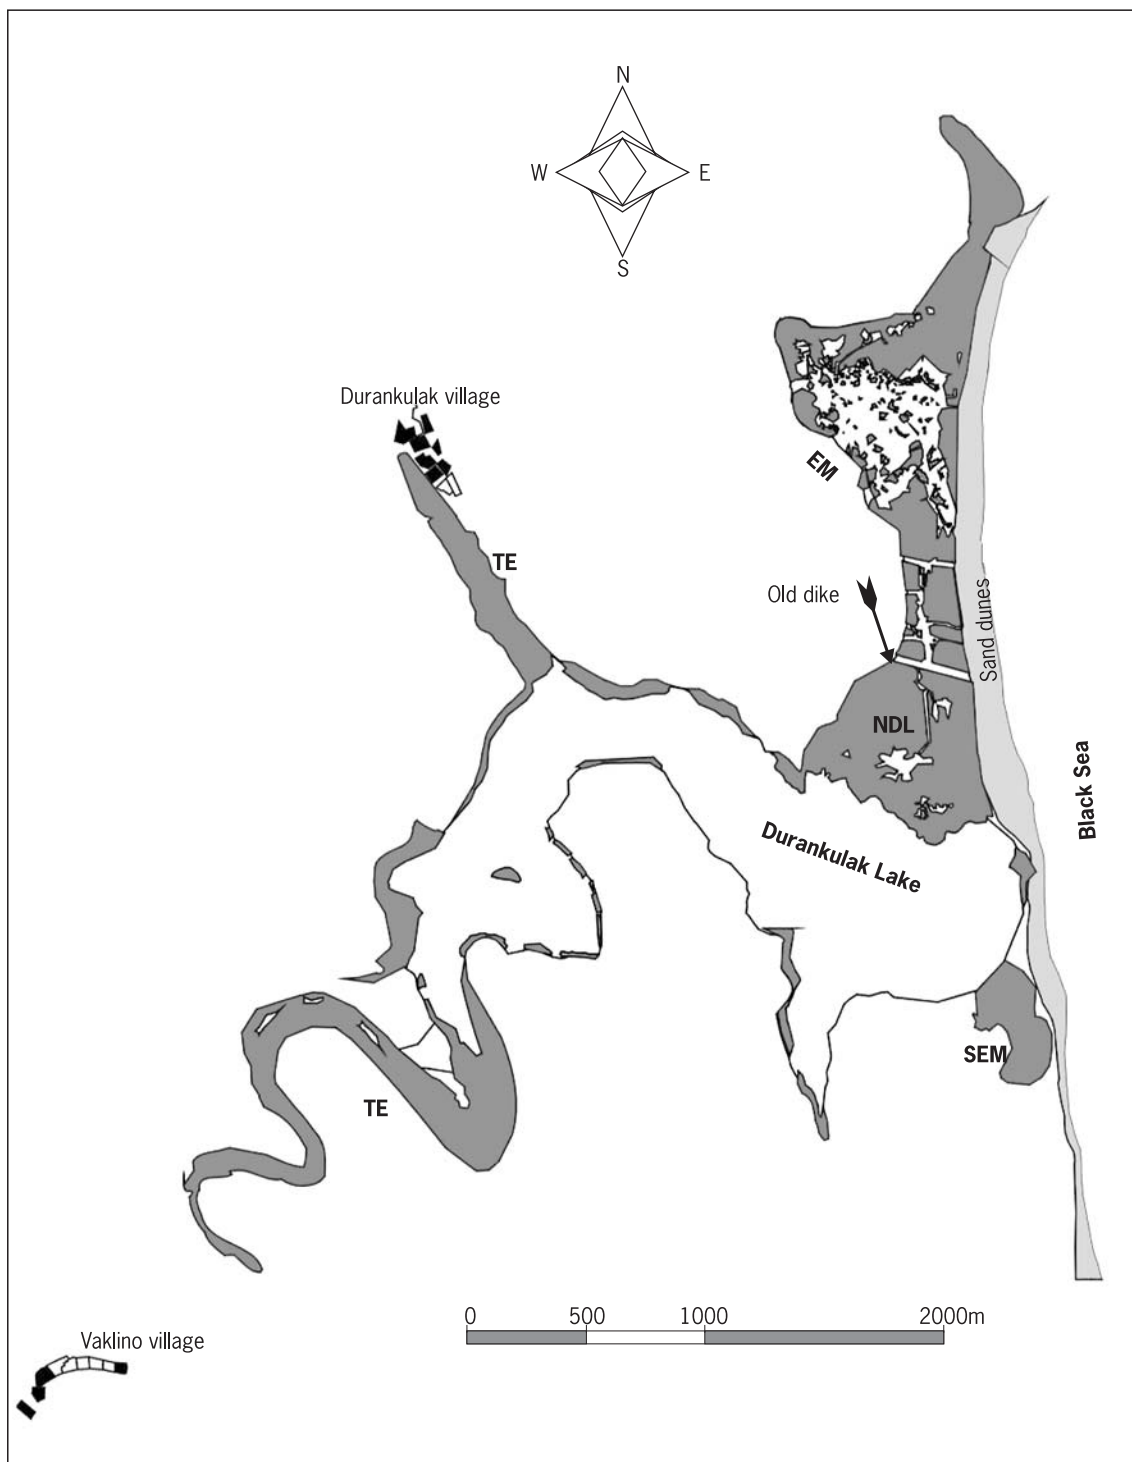 N
W E
S
Durankulak village
EM
TE
Old dike
Sand dunes
NDL
Black Sea
Durankulak Lake
SEM
TE
0 500 1000 2000m
Vaklino village